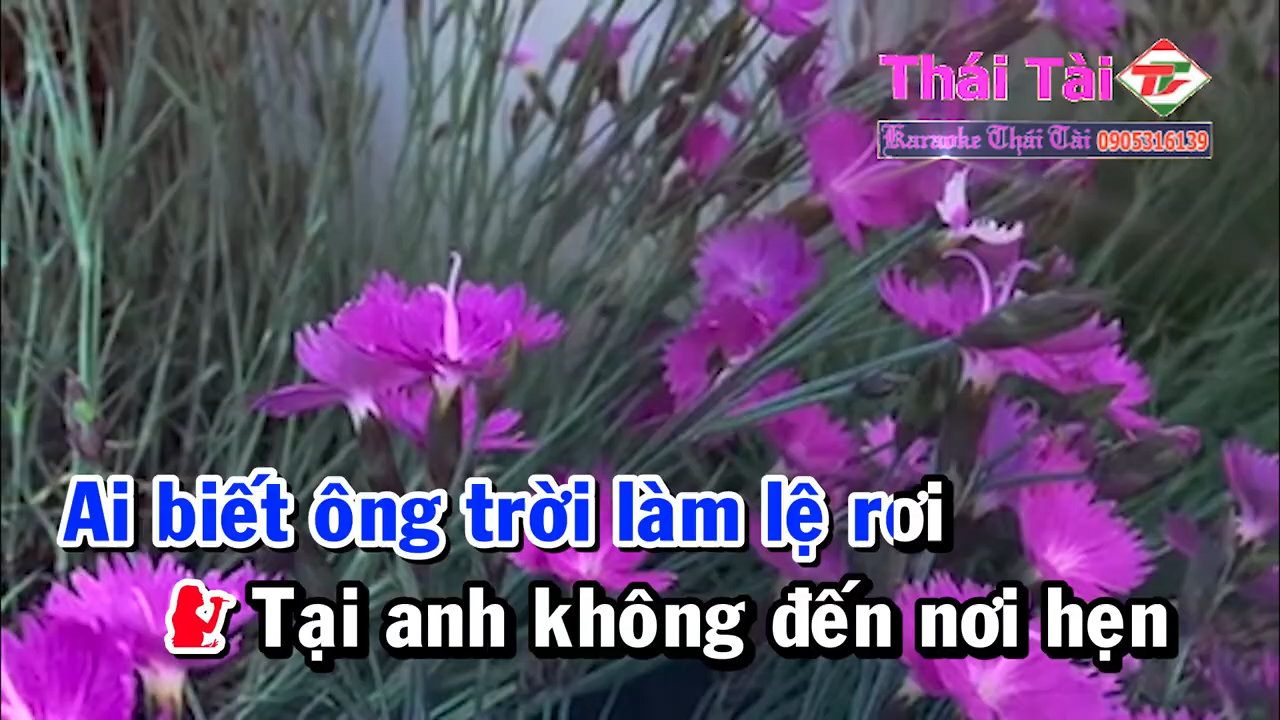 Thái Tài
Karaoke Thái Tài 0905316139
Ai biết ông trời làm lệ rơi
Tại anh không đến nơi hẹn